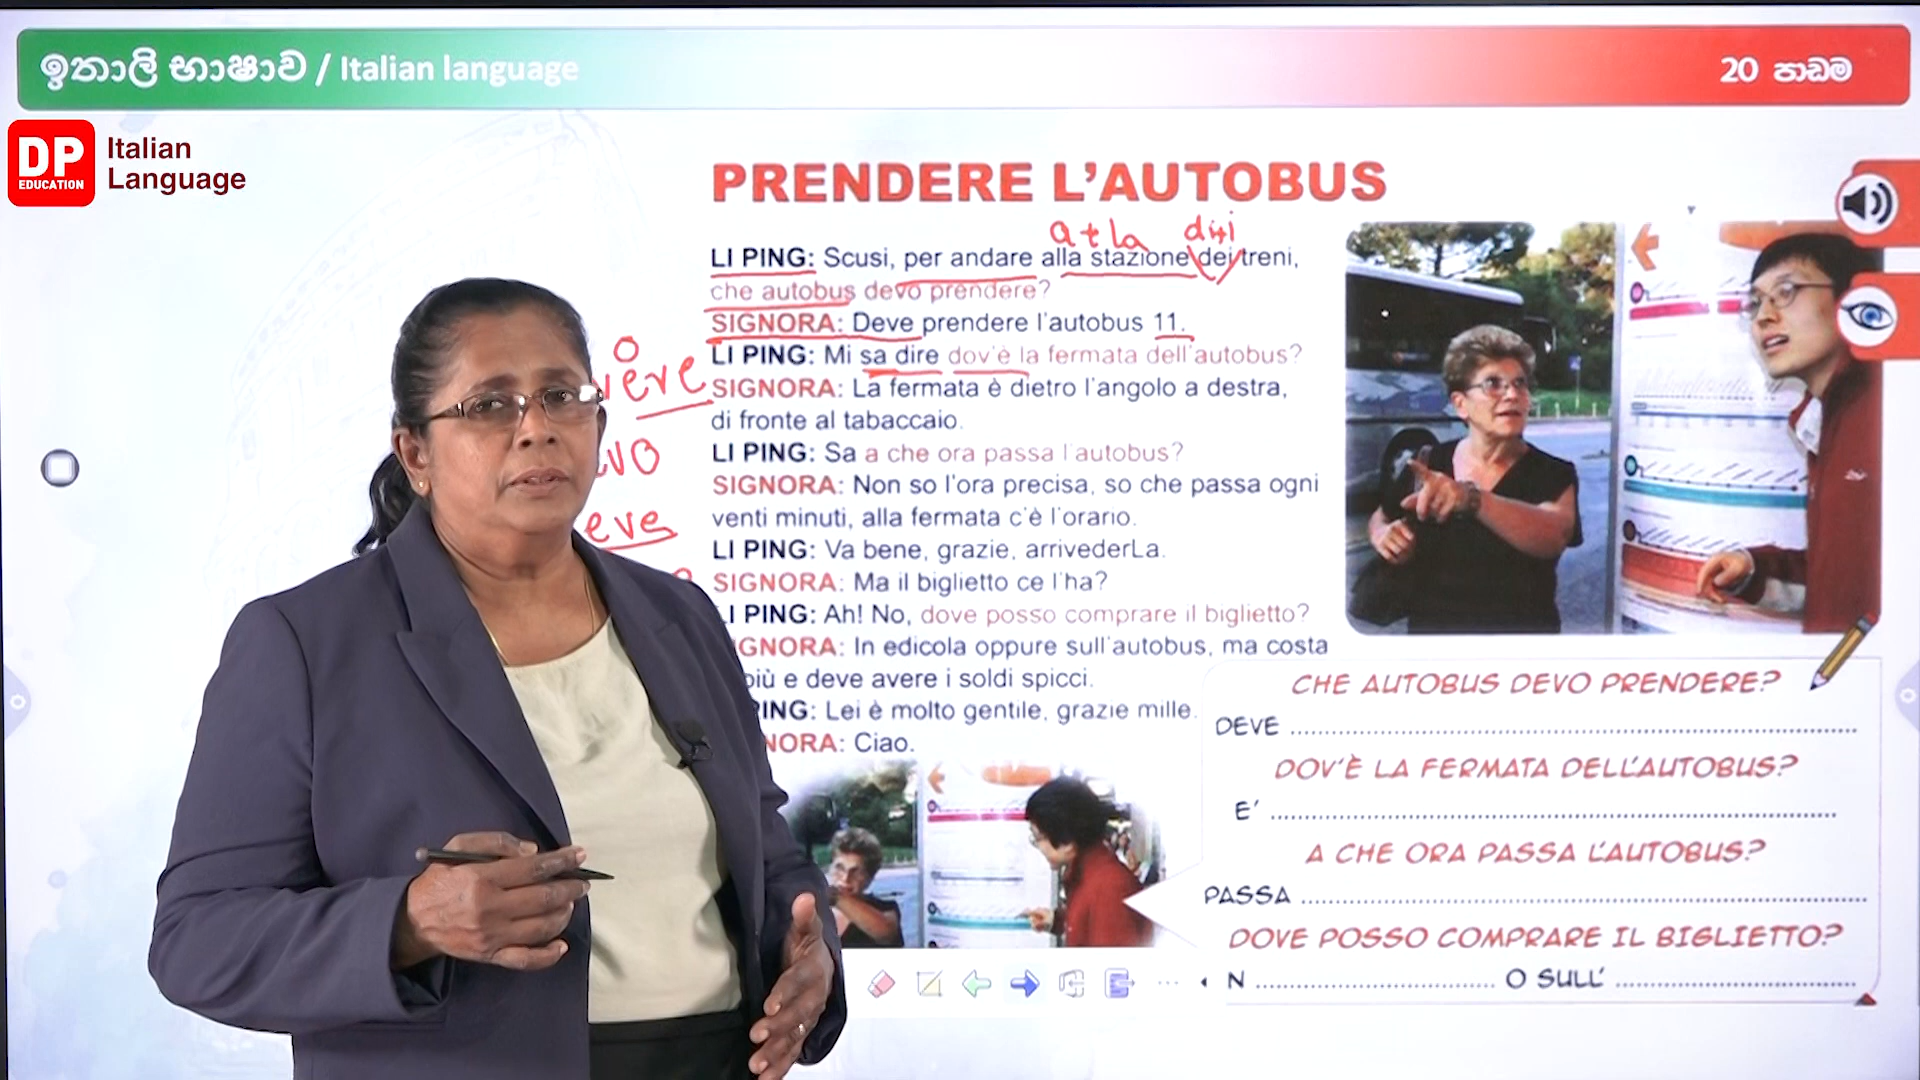 ඉතාලි භාෂාව / Italian language
20 පාඩම
DP
EDUCATION
Italian
Language
PRENDERE L'AUTOBUS
a + la
di+i
LI PING: Scusi, per andare alla stazione dei treni,
che autobus devo prendere?
SIGNORA: Deve prendere l'autobus 11.
LI PING: Mi sa dire dov'è la fermata dell'autobus?
SIGNORA: La fermata è dietro l'angolo a destra,
di fronte al tabaccaio.
LI PING: Sa a che ora passa l'autobus?
SIGNORA: Non so l'ora precisa, so che passa ogni
venti minuti, alla fermata c'è l'orario.
LI PING: Va bene, grazie, arrivederLa.
SIGNORA: Ma il biglietto ce l'ha?
LI PING: Ah! No, dove posso comprare il biglietto?
GNORA: In edicola oppure sull'autobus, ma costa
più e deve avere i soldi spicci.
PING: Lei è molto gentile, grazie mille.
NORA: Ciao.
vere
vo
eve
CHE AUTOBUS DEVO PRENDERE?
DEVE ....................
DOV'È LA FERMATA DELL'AUTOBUS?
E' ....................
A CHE ORA PASSA L'AUTOBUS?
PASSA ....................
DOVE POSSO COMPRARE IL BIGLIETTO?
N .................... O SULL' ....................